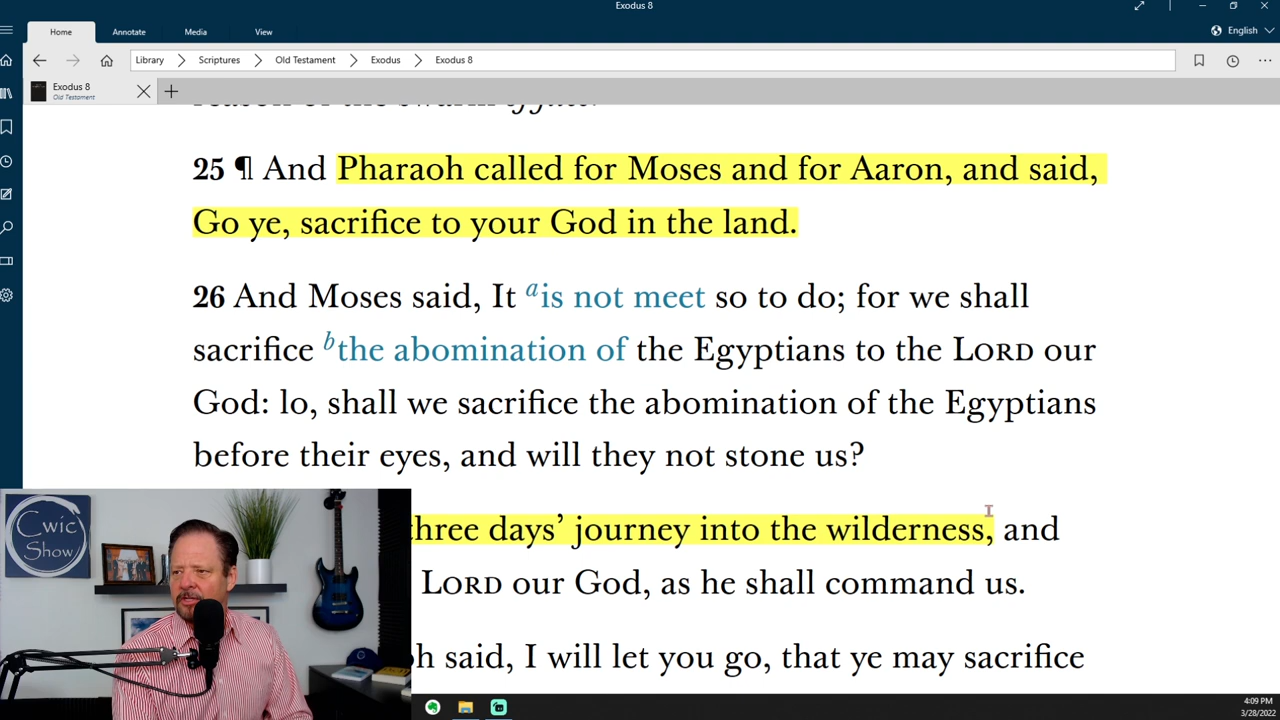 Exodus 8
Home Annotate Media View
English
Library Scriptures Old Testament Exodus Exodus 8
Exodus 8
Old Testament
25 ¶ And Pharaoh called for Moses and for Aaron, and said,
Go ye, sacrifice to your God in the land.
26 And Moses said, It a is not meet so to do; for we shall
sacrifice b the abomination of the Egyptians to the LORD our
God: lo, shall we sacrifice the abomination of the Egyptians
before their eyes, and will they not stone us?
three days’ journey into the wilderness, and
LORD our God, as he shall command us.
said, I will let you go, that ye may sacrifice
Cwic
Show
4:09 PM
3/28/2022